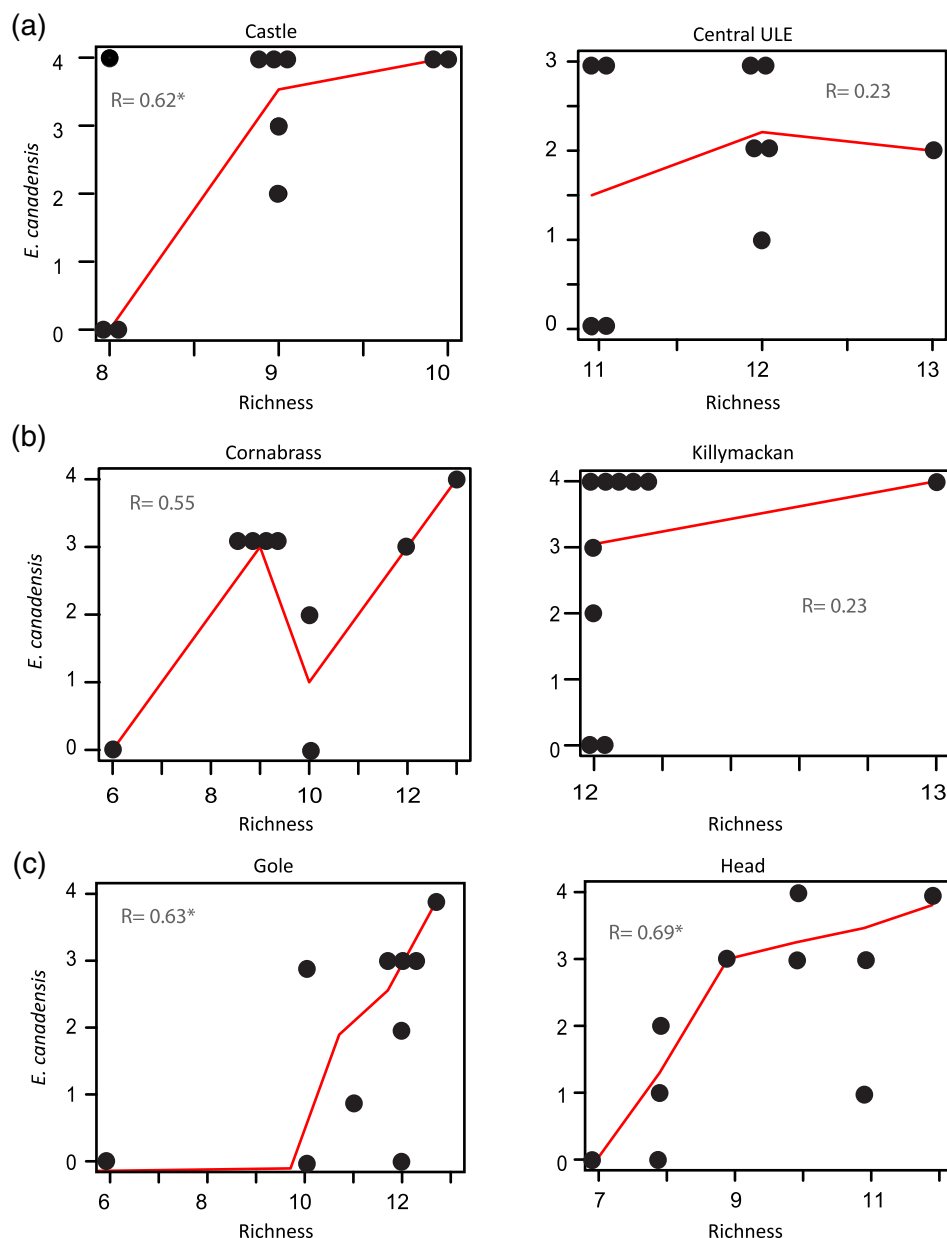 (a)
Castle
Central ULE
R= 0.62*
R= 0.23
E. canadensis
4
3
2
1
0
3
2
1
0
8
9
10
11
12
13
Richness
Richness
(b)
Cornabrass
Killymackan
R= 0.55
R= 0.23
E. canadensis
4
3
2
1
0
4
3
2
1
0
6
8
10
12
12
13
Richness
Richness
(c)
Gole
Head
R= 0.63*
R= 0.69*
E. canadensis
4
3
2
1
0
4
3
2
1
0
6
8
10
12
7
9
11
Richness
Richness